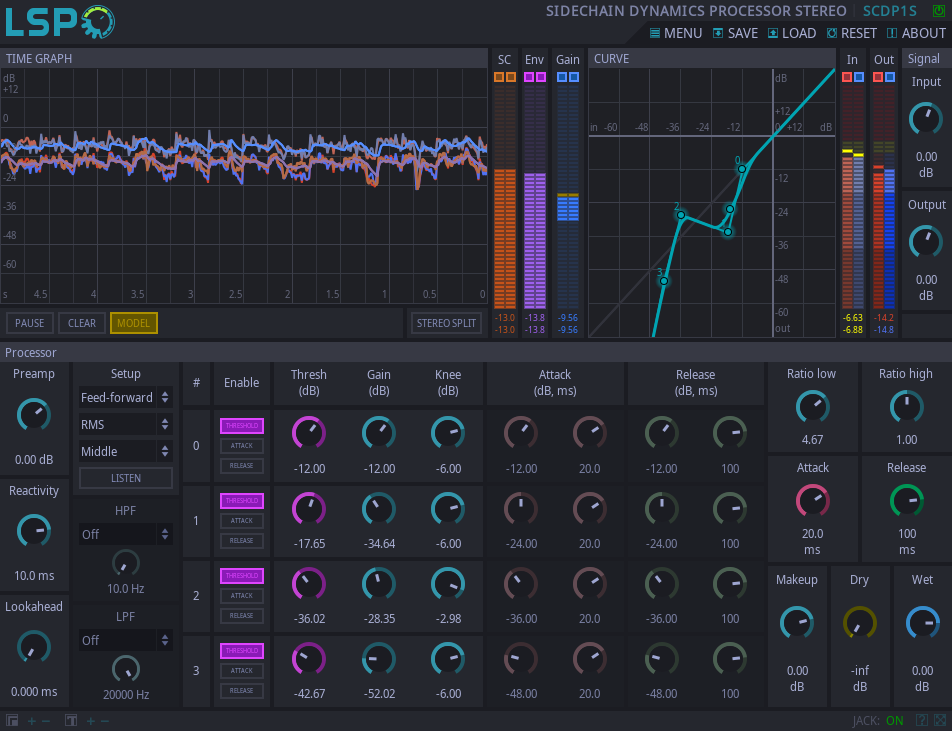 LSP
SIDECHAIN DYNAMICS PROCESSOR STEREO SCDP1S
MENU SAVE LOAD RESET ABOUT
TIME GRAPH
dB
+12
0
-24
-36
-48
-60
s 4.5 4 3.5 3 2.5 2 1.5 1 0.5 0
PAUSE CLEAR MODEL STEREO SPLIT
SC Env Gain
-13.0 -13.8 -9.56
-13.0 -13.8 -9.56
CURVE
dB
+12
in -60 -48 -36 -24 -12 0 +12 dB
-12
-24
-36
-48
-60
out
0
2
3
In Out
-6.63 -14.2
-6.88 -14.8
Signal
Input
0.00
dB
Output
0.00
dB
Processor
Preamp
0.00 dB
Reactivity
10.0 ms
Lookahead
0.000 ms
Setup
Feed-forward
RMS
Middle
LISTEN
HPF
Off
10.0 Hz
LPF
Off
20000 Hz
# Enable Thresh (dB) Gain (dB) Knee (dB) Attack (dB, ms) Release (dB, ms)
0 THRESHOLD ATTACK RELEASE -12.00 -12.00 -6.00 -12.00 20.0 -12.00 100
1 THRESHOLD ATTACK RELEASE -17.65 -34.64 -6.00 -24.00 20.0 -24.00 100
2 THRESHOLD ATTACK RELEASE -36.02 -28.35 -2.98 -36.00 20.0 -36.00 100
3 THRESHOLD ATTACK RELEASE -42.67 -52.02 -6.00 -48.00 20.0 -48.00 100
Ratio low Ratio high
4.67 1.00
Attack Release
20.0 100
ms ms
Makeup Dry Wet
0.00 -inf 0.00
dB dB dB
JACK: ON